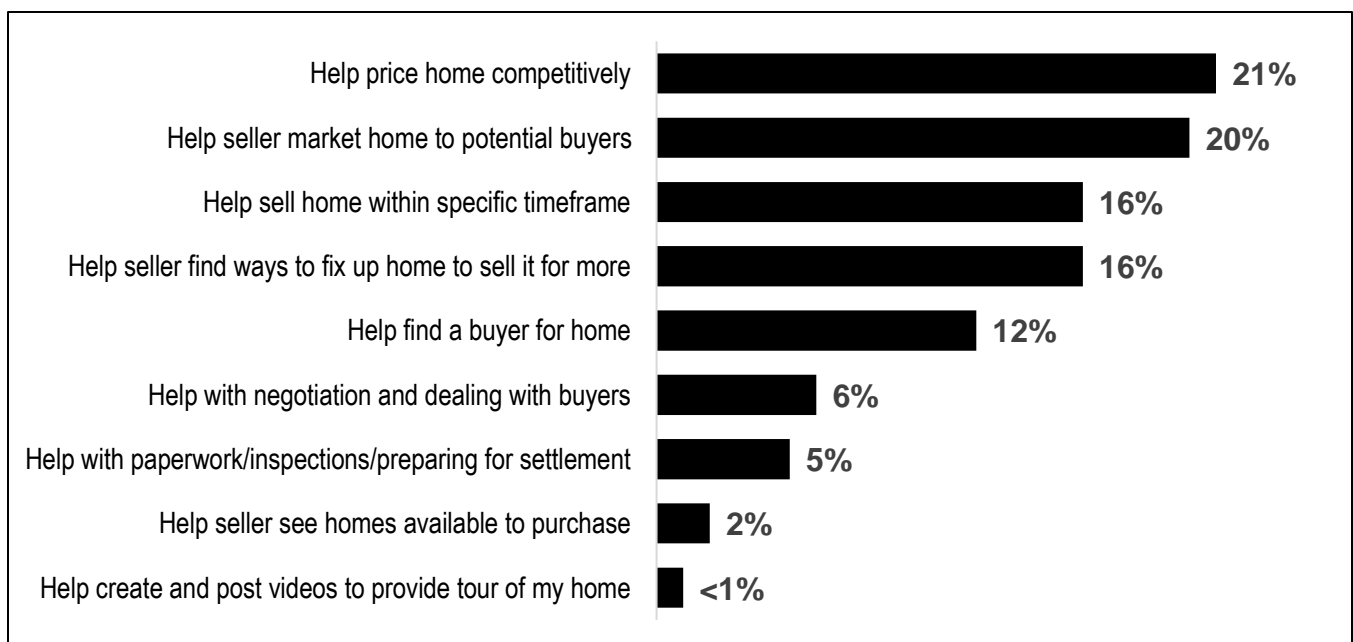 Help price home competitively 21%
Help seller market home to potential buyers 20%
Help sell home within specific timeframe 16%
Help seller find ways to fix up home to sell it for more 16%
Help find a buyer for home 12%
Help with negotiation and dealing with buyers 6%
Help with paperwork/inspections/preparing for settlement 5%
Help seller see homes available to purchase 2%
Help create and post videos to provide tour of my home <1%